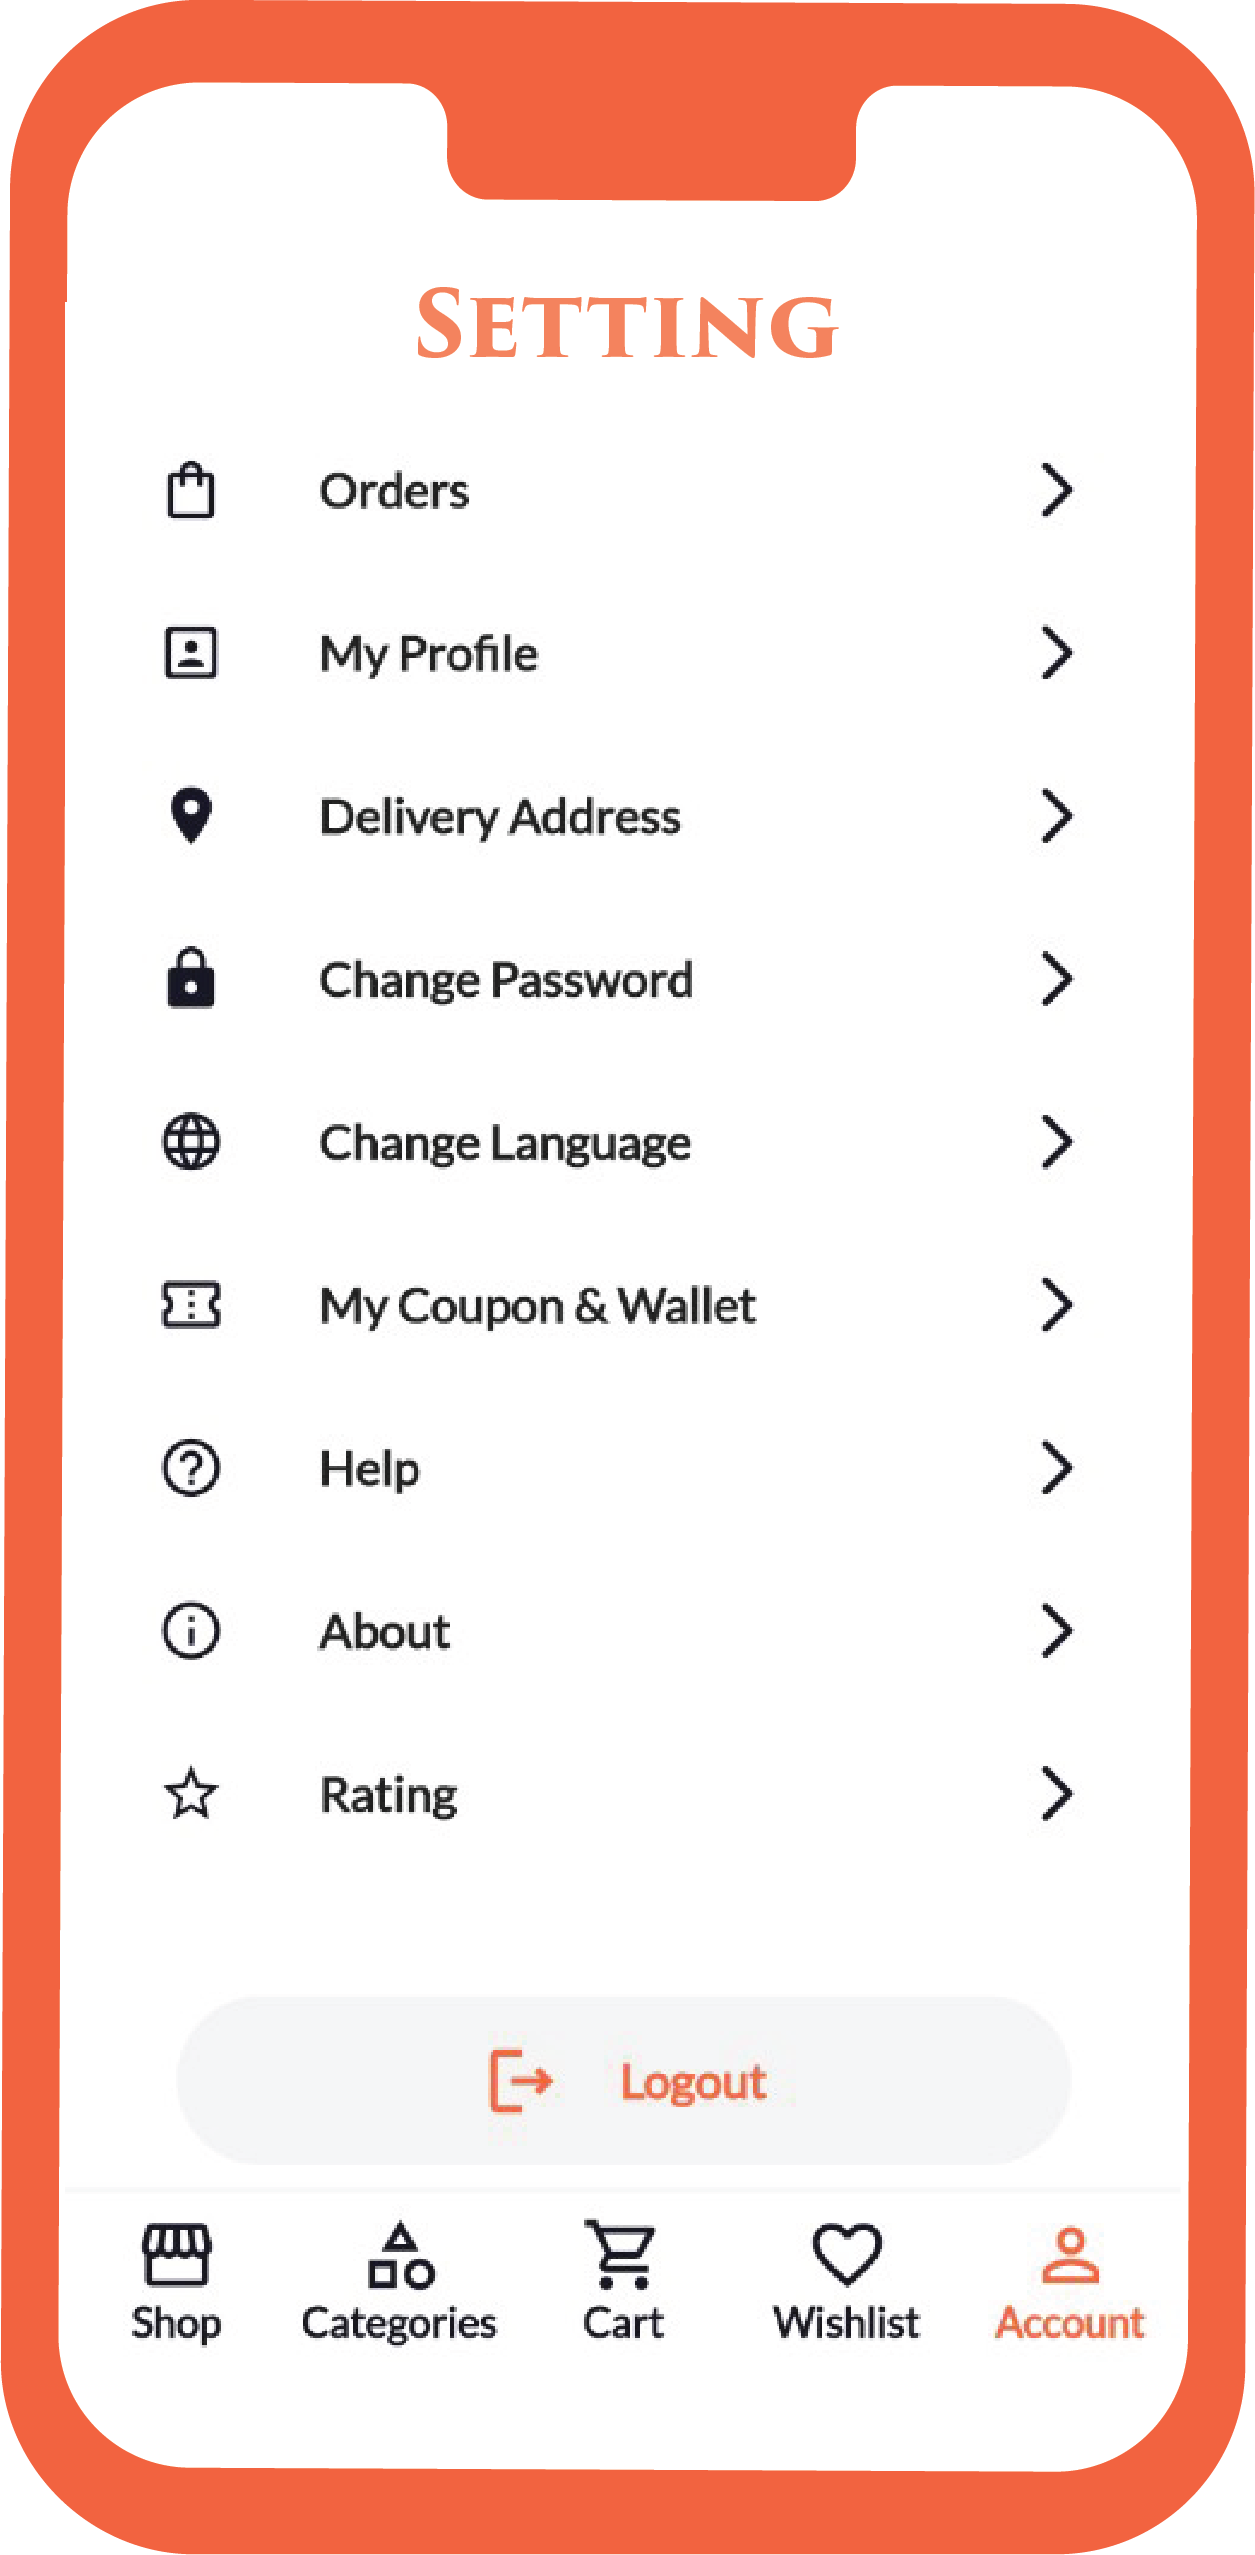 SETTING
Orders
My Profile
Delivery Address
Change Password
Change Language
My Coupon & Wallet
Help
About
Rating
Logout
Shop Categories Cart Wishlist Account